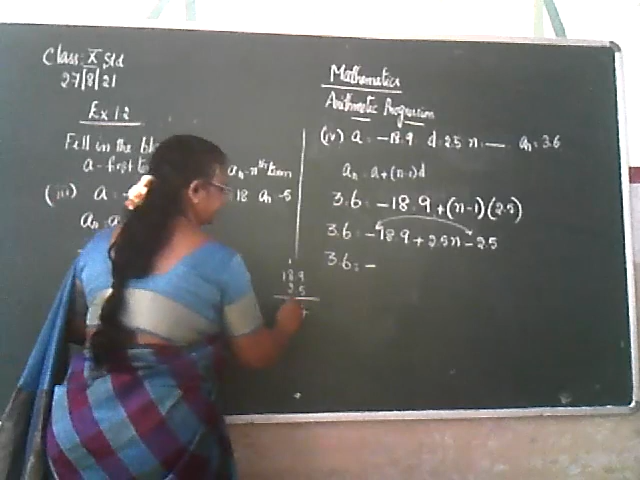 Class: X Std
27|8|21
Ex 1.2
Fill in the
a - first
aₙ - nᵗʰ term
(iii) a = -
18 aₙ -5
aₙ = a
Mathematics
Arithmetic Progression
(iv) a = -18.9 d = 2.5 n = — aₙ = 3.6
aₙ = a + (n-1)d
3.6 = -18.9 + (n-1)(2.5)
3.6 = -18.9 + 2.5n - 2.5
3.6 = -
1
18.9
2.5